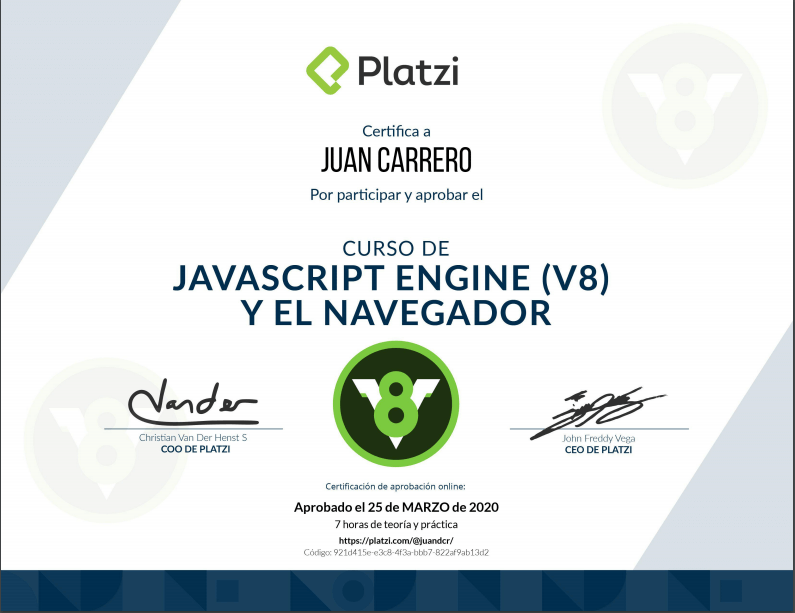 Platzi
Certifica a
JUAN CARRERO
Por participar y aprobar el
CURSO DE
JAVASCRIPT ENGINE (V8)
Y EL NAVEGADOR
V8
Vander
Christian Van Der Henst S
COO DE PLATZI
John Freddy Vega
CEO DE PLATZI
Certificación de aprobación online:
Aprobado el 25 de MARZO de 2020
7 horas de teoría y práctica
https://platzi.com/@juandcr/
Código: 921d415e-e3c8-4f3a-bbb7-822af9ab13d2